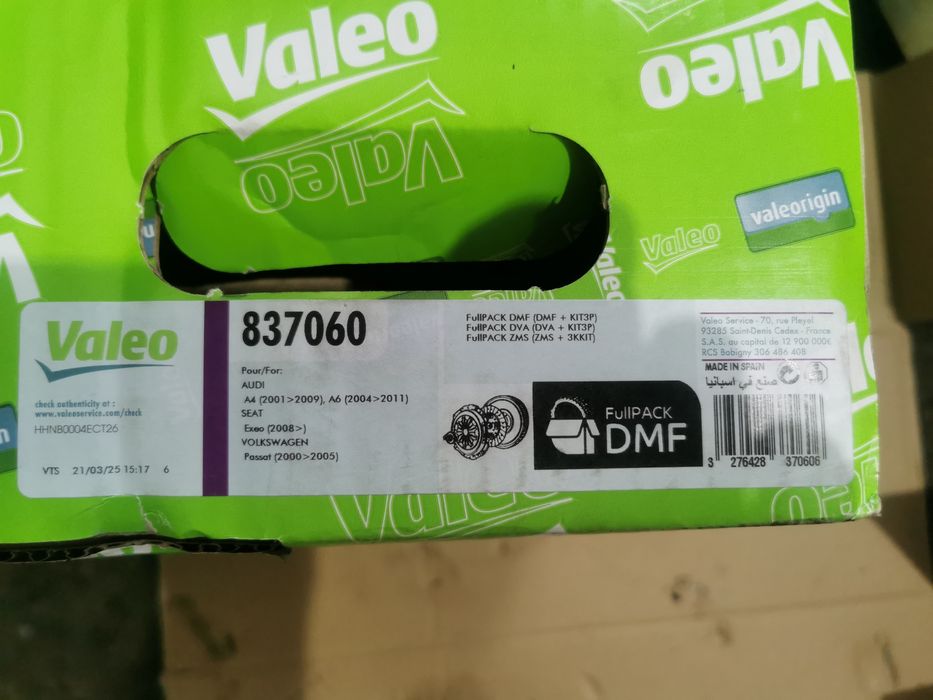 Valeo
Valeo
Valeo
valeorigin
Valeo
Valeo
837060
FullPACK DMF (DMF + KIT3P)
FullPACK DVA (DVA + KIT3P)
FullPACK ZMS (ZMS + 3KKIT)
Valeo Service - 70, rue Pleyel
93285 Saint-Denis Cedex - France
S.A.S. au capital de 12 900 000€
RCS Bobigny 306 486 408
MADE IN SPAIN
صنع في اسبانيا
Pour/For:
AUDI
A4 (2001>2009), A6 (2004>2011)
SEAT
Exeo (2008>)
VOLKSWAGEN
Passat (2000>2005)
check authenticity at :
www.valeoservice.com/check
HHNB0004ECT26
VTS 21/03/25 15:17 6
FullPACK
DMF
3 276428 370606
Valeo